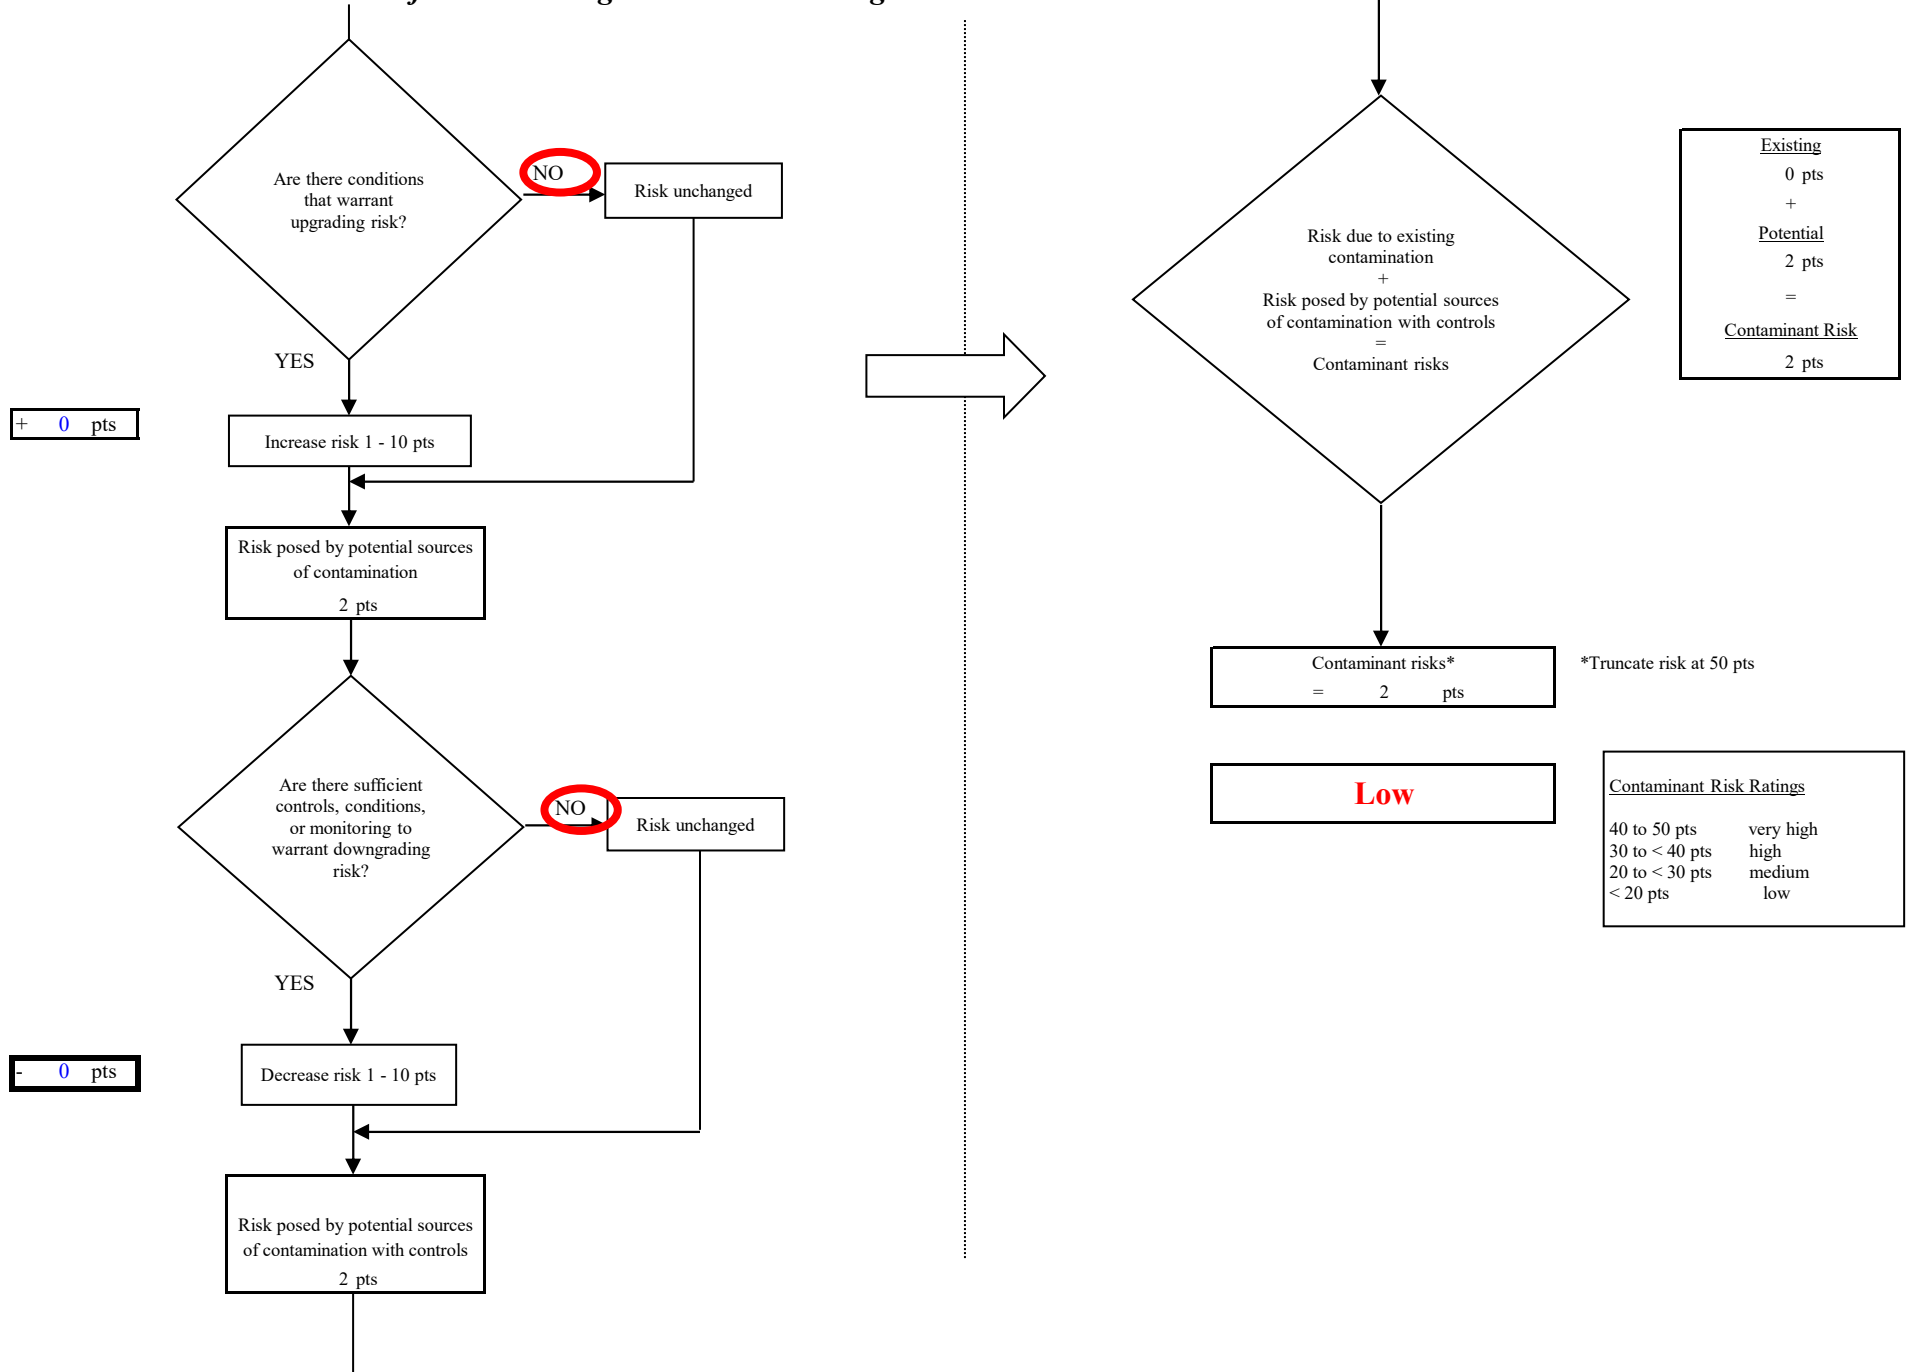 Are there conditions
that warrant
upgrading risk?
NO
Risk unchanged
YES
+ 0 pts
Increase risk 1 - 10 pts
Risk posed by potential sources
of contamination
2 pts
Are there sufficient
controls, conditions,
or monitoring to
warrant downgrading
risk?
NO
Risk unchanged
YES
- 0 pts
Decrease risk 1 - 10 pts
Risk posed by potential sources
of contamination with controls
2 pts
Risk due to existing
contamination
+
Risk posed by potential sources
of contamination with controls
=
Contaminant risks
Existing
0 pts
+
Potential
2 pts
=
Contaminant Risk
2 pts
Contaminant risks*
= 2 pts
*Truncate risk at 50 pts
Low
Contaminant Risk Ratings
40 to 50 pts very high
30 to < 40 pts high
20 to < 30 pts medium
< 20 pts low